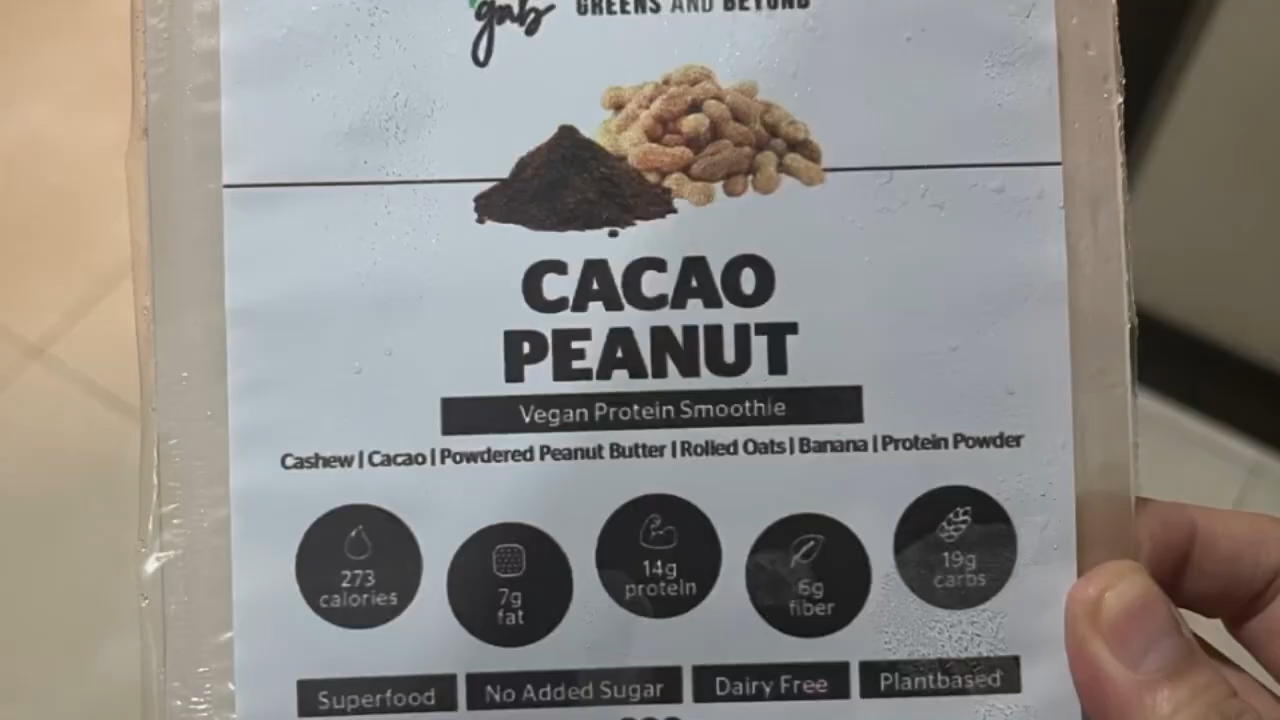 gab GREENS AND BEYOND
CACAO
PEANUT
Vegan Protein Smoothie
Cashew | Cacao | Powdered Peanut Butter | Rolled Oats | Banana | Protein Powder
273
calories
7g
fat
14g
protein
6g
fiber
19g
carbs
Superfood
No Added Sugar
Dairy Free
Plantbased